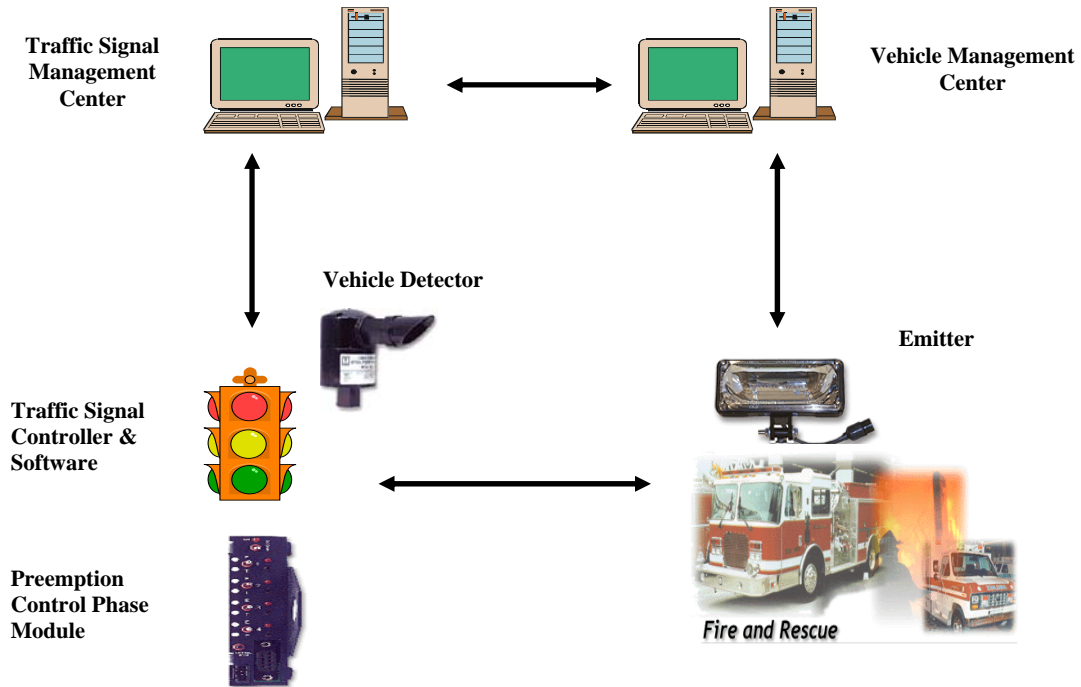 Traffic Signal
Management
Center
Vehicle Management
Center
Vehicle Detector
Emitter
Traffic Signal
Controller &
Software
Preemption
Control Phase
Module
Fire and Rescue